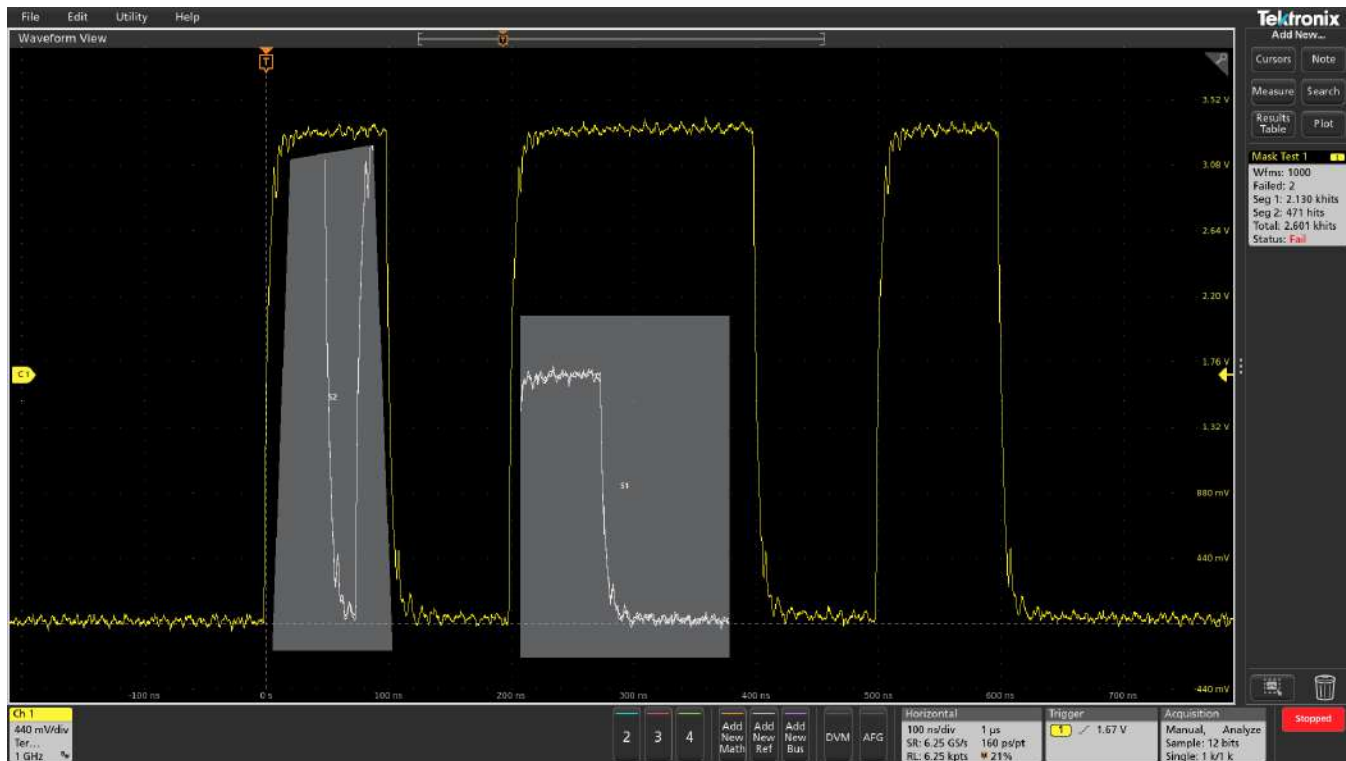 File Edit Utility Help
Tektronix
Waveform View
Add New...
T
U
Cursors Note
Measure Search
Results Table Plot
3.52 V
3.08 V
2.64 V
2.20 V
1.76 V
1.32 V
880 mV
440 mV
0 V
-440 mV
Mask Test 1 1
Wfms: 1000
Failed: 2
Seg 1: 2.130 khits
Seg 2: 471 hits
Total: 2.601 khits
Status: Fail
C1
S2
S1
-100 ns 0 s 100 ns 200 ns 300 ns 400 ns 500 ns 600 ns 700 ns
Ch 1
440 mV/div
Ter...
1 GHz
2 3 4
Add New Math
Add New Ref
Add New Bus
DVM AFG
Horizontal
100 ns/div 1 µs
SR: 6.25 GS/s 160 ps/pt
RL: 6.25 kpts 21%
Trigger
1 1.67 V
Acquisition
Manual, Analyze
Sample: 12 bits
Single: 1 k/1 k
Stopped